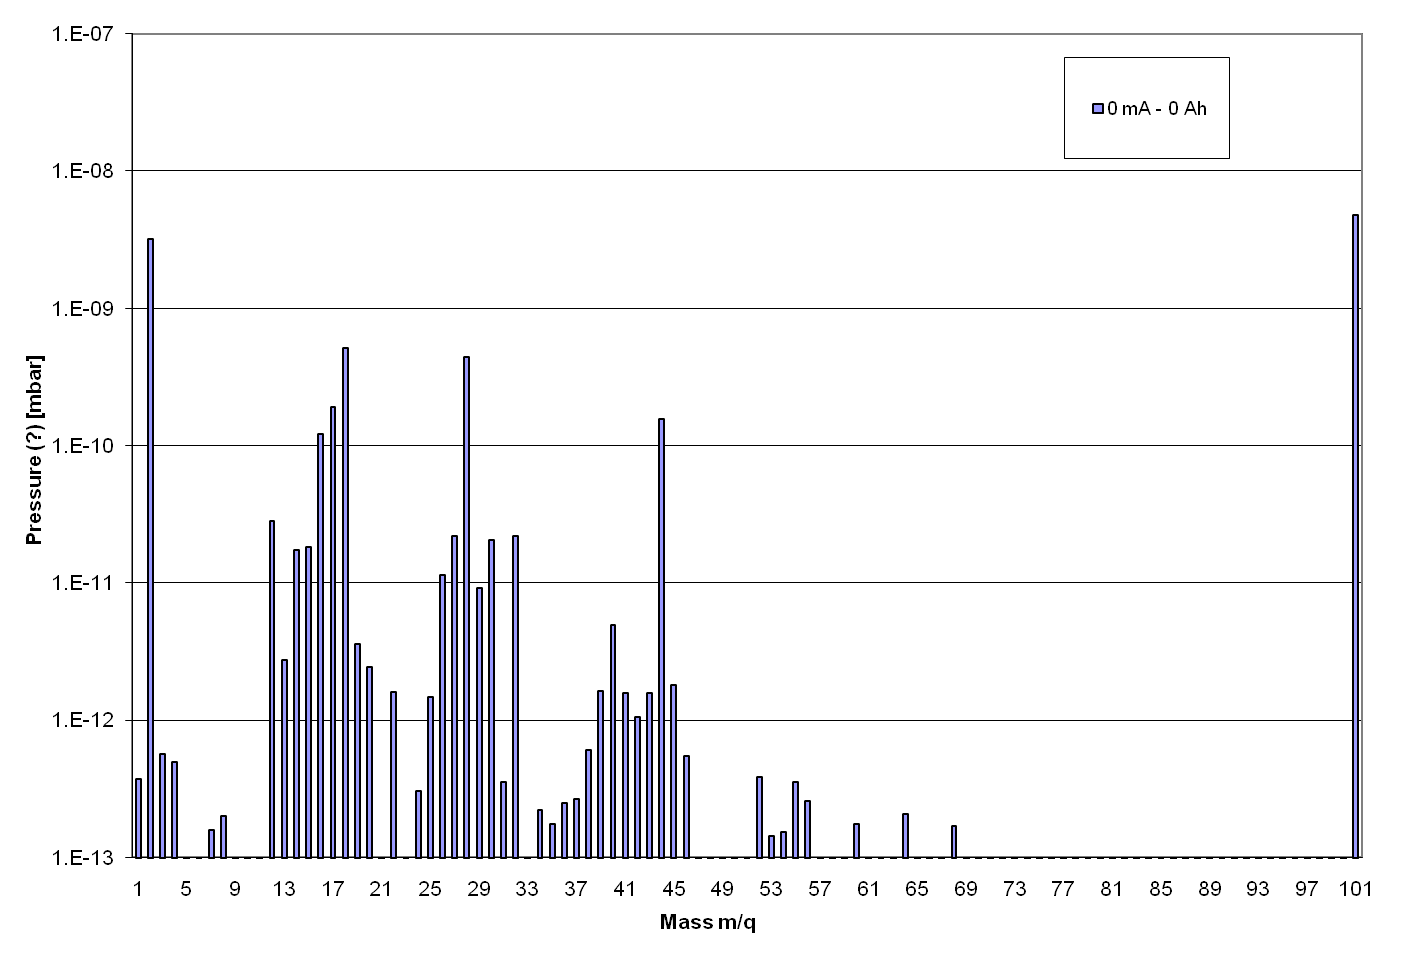 1.E-07
0 mA - 0 Ah
1.E-08
1.E-09
Pressure (?) [mbar]
1.E-10
1.E-11
1.E-12
1.E-13
1 5 9 13 17 21 25 29 33 37 41 45 49 53 57 61 65 69 73 77 81 85 89 93 97 101
Mass m/q